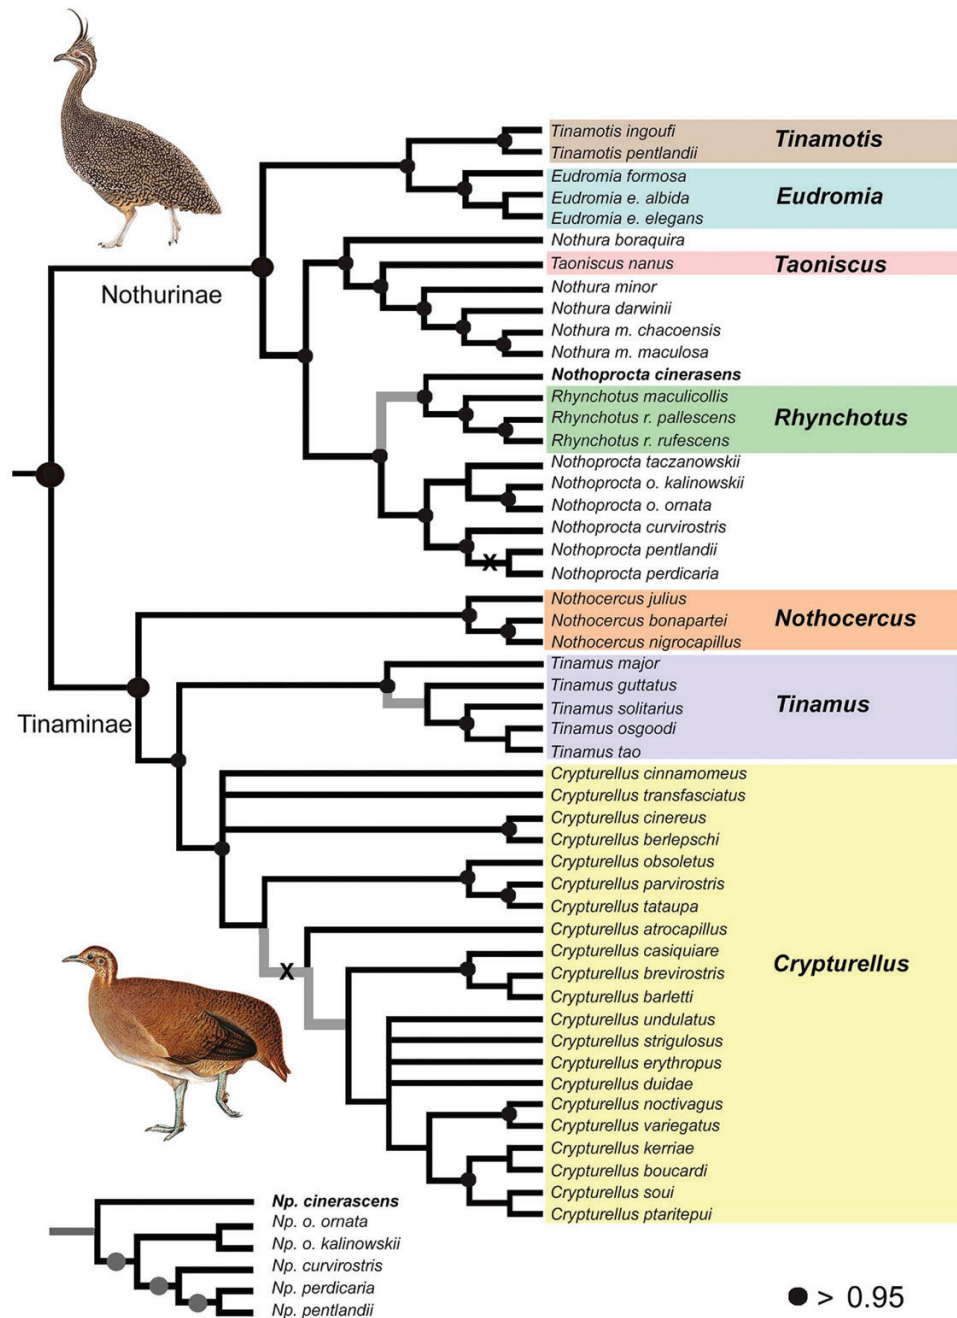 Tinamotis ingoufi
Tinamotis
Tinamotis pentlandii
Eudromia formosa
Eudromia e. albida
Eudromia
Eudromia e. elegans
Nothura boraquira
Taoniscus nanus
Taoniscus
Nothurinae
Nothura minor
Nothura darwinii
Nothura m. chacoensis
Nothura m. maculosa
Nothoprocta cinerasens
Rhynchotus maculicollis
Rhynchotus r. pallescens
Rhynchotus
Rhynchotus r. rufescens
Nothoprocta taczanowskii
Nothoprocta o. kalinowskii
Nothoprocta o. ornata
Nothoprocta curvirostris
Nothoprocta pentlandii
X
Nothoprocta perdicaria
Nothocercus julius
Nothocercus bonapartei
Nothocercus
Nothocercus nigrocapillus
Tinamus major
Tinamus guttatus
Tinamus solitarius
Tinamus
Tinaminae
Tinamus osgoodi
Tinamus tao
Crypturellus cinnamomeus
Crypturellus transfasciatus
Crypturellus cinereus
Crypturellus berlepschi
Crypturellus obsoletus
Crypturellus parvirostris
Crypturellus tataupa
Crypturellus atrocapillus
Crypturellus casiquiare
Crypturellus
X
Crypturellus brevirostris
Crypturellus barletti
Crypturellus undulatus
Crypturellus strigulosus
Crypturellus erythropus
Crypturellus duidae
Crypturellus noctivagus
Crypturellus variegatus
Crypturellus kerriae
Crypturellus boucardi
Crypturellus soui
Crypturellus ptaritepui
Np. cinerascens
Np. o. ornata
Np. o. kalinowskii
Np. curvirostris
Np. perdicaria
Np. pentlandii
> 0.95